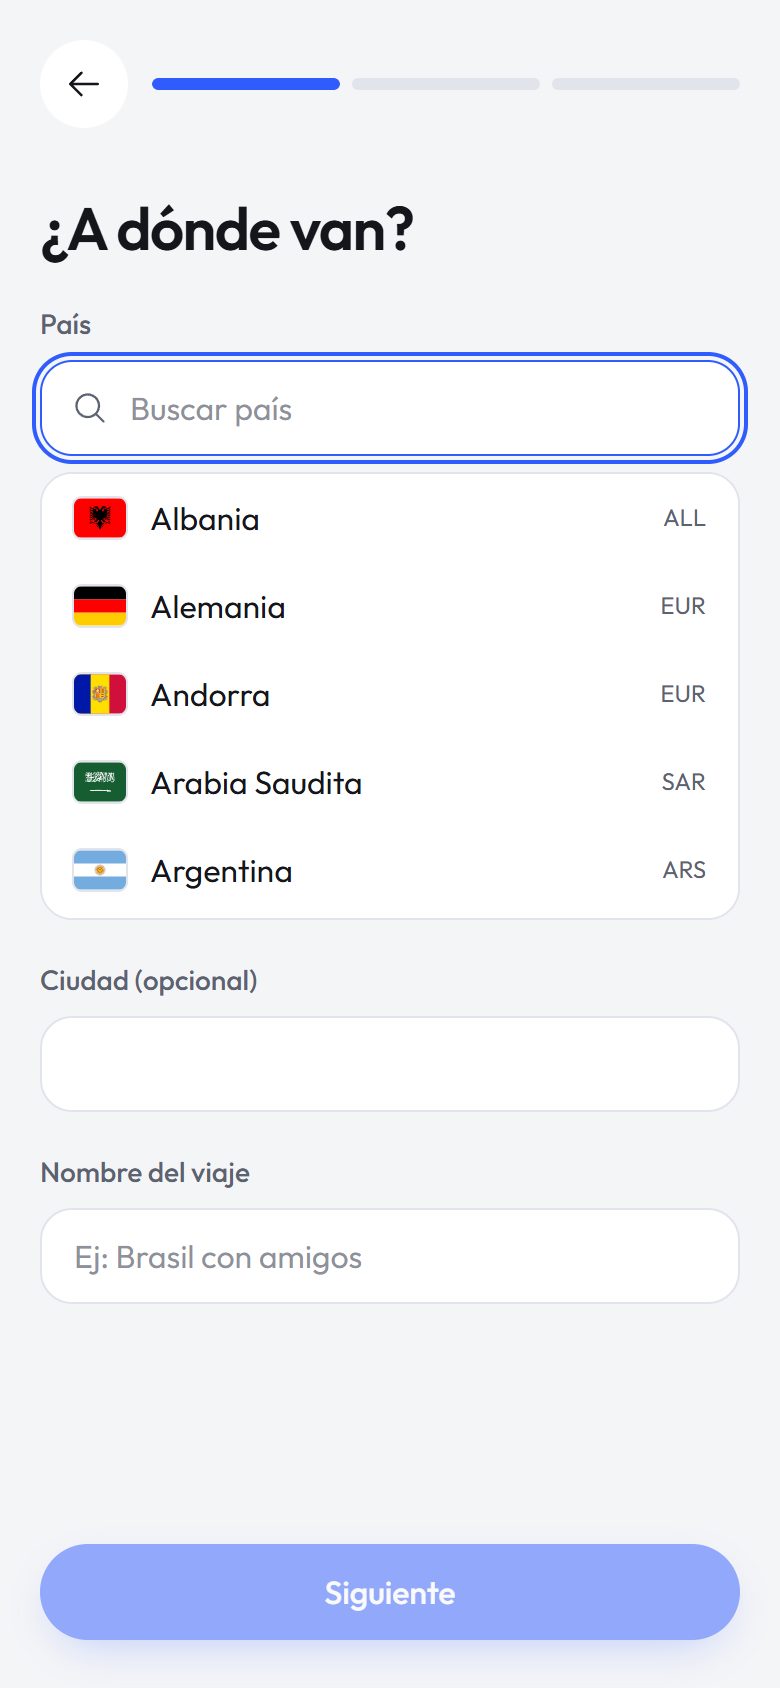 ¿A dónde van?
País
Buscar país
Albania ALL
Alemania EUR
Andorra EUR
Arabia Saudita SAR
Argentina ARS
Ciudad (opcional)
Nombre del viaje
Ej: Brasil con amigos
Siguiente